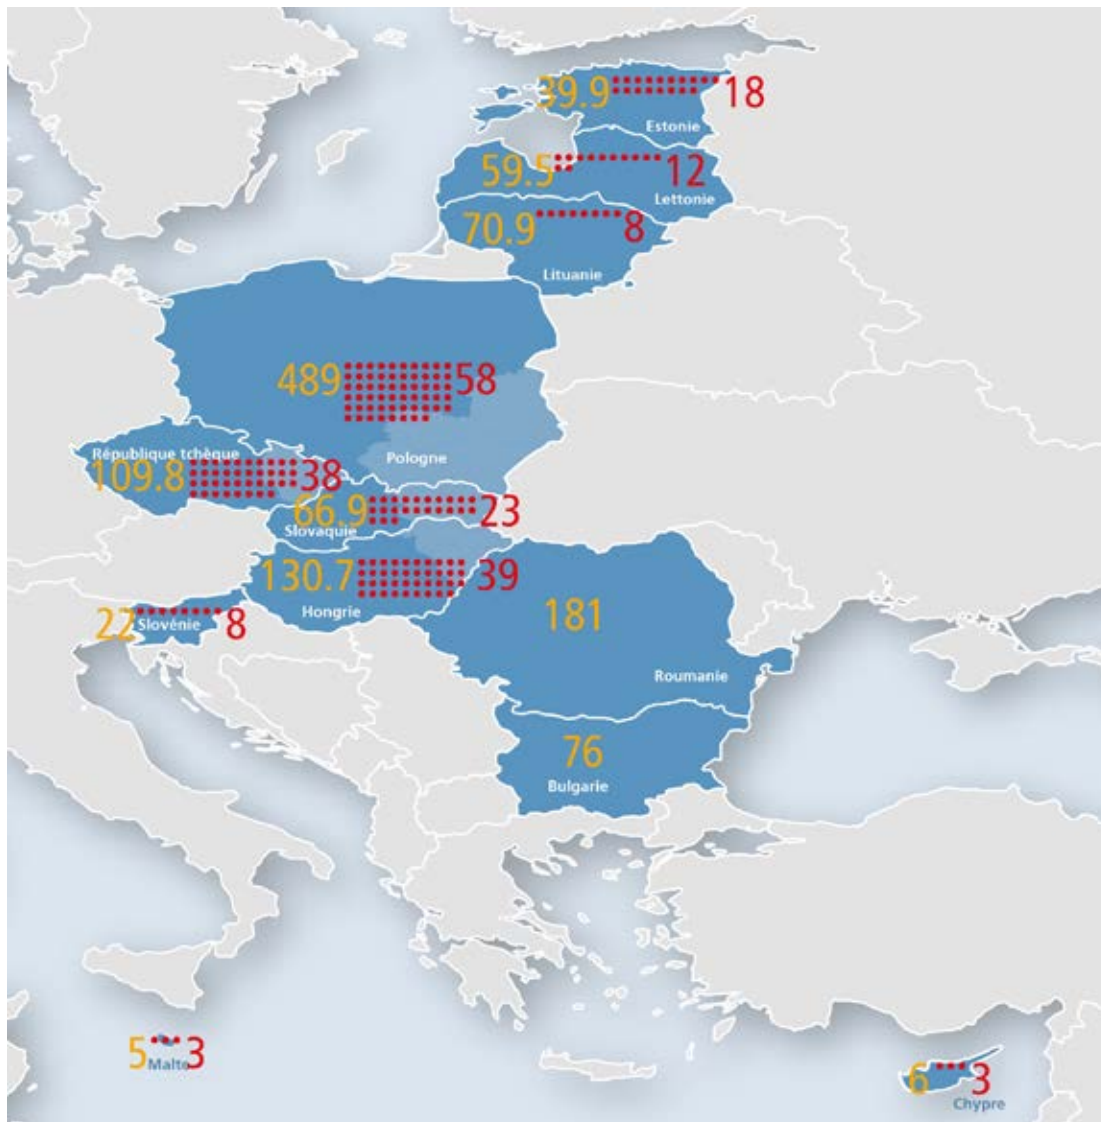 39.9 18
Estonie
59.5 12
Lettonie
70.9 8
Lituanie
489 58
Pologne
République tchèque
109.8 38
66.9 23
Slovaquie
130.7 39
Hongrie
22 8
Slovénie
181
Roumanie
76
Bulgarie
5 3
Malte
6 3
Chypre